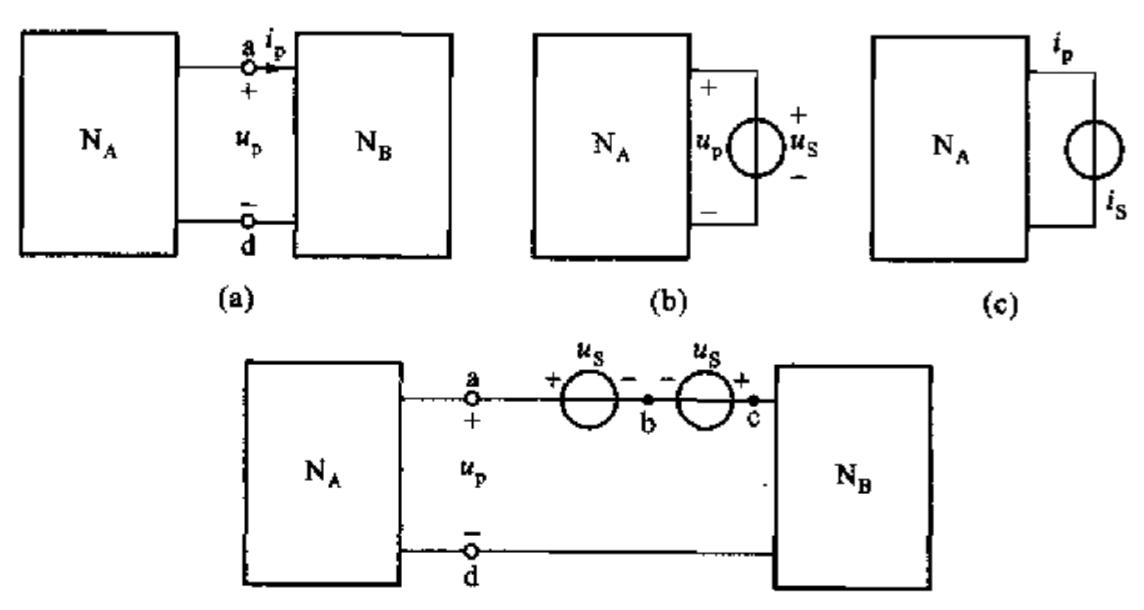 a i_p
N_A + u_p − d N_B
(a)
N_A + u_p − + u_S −
(b)
i_p
N_A
i_S
(c)
u_S u_S
a + − − +
+ b c
N_A u_p N_B
−
d